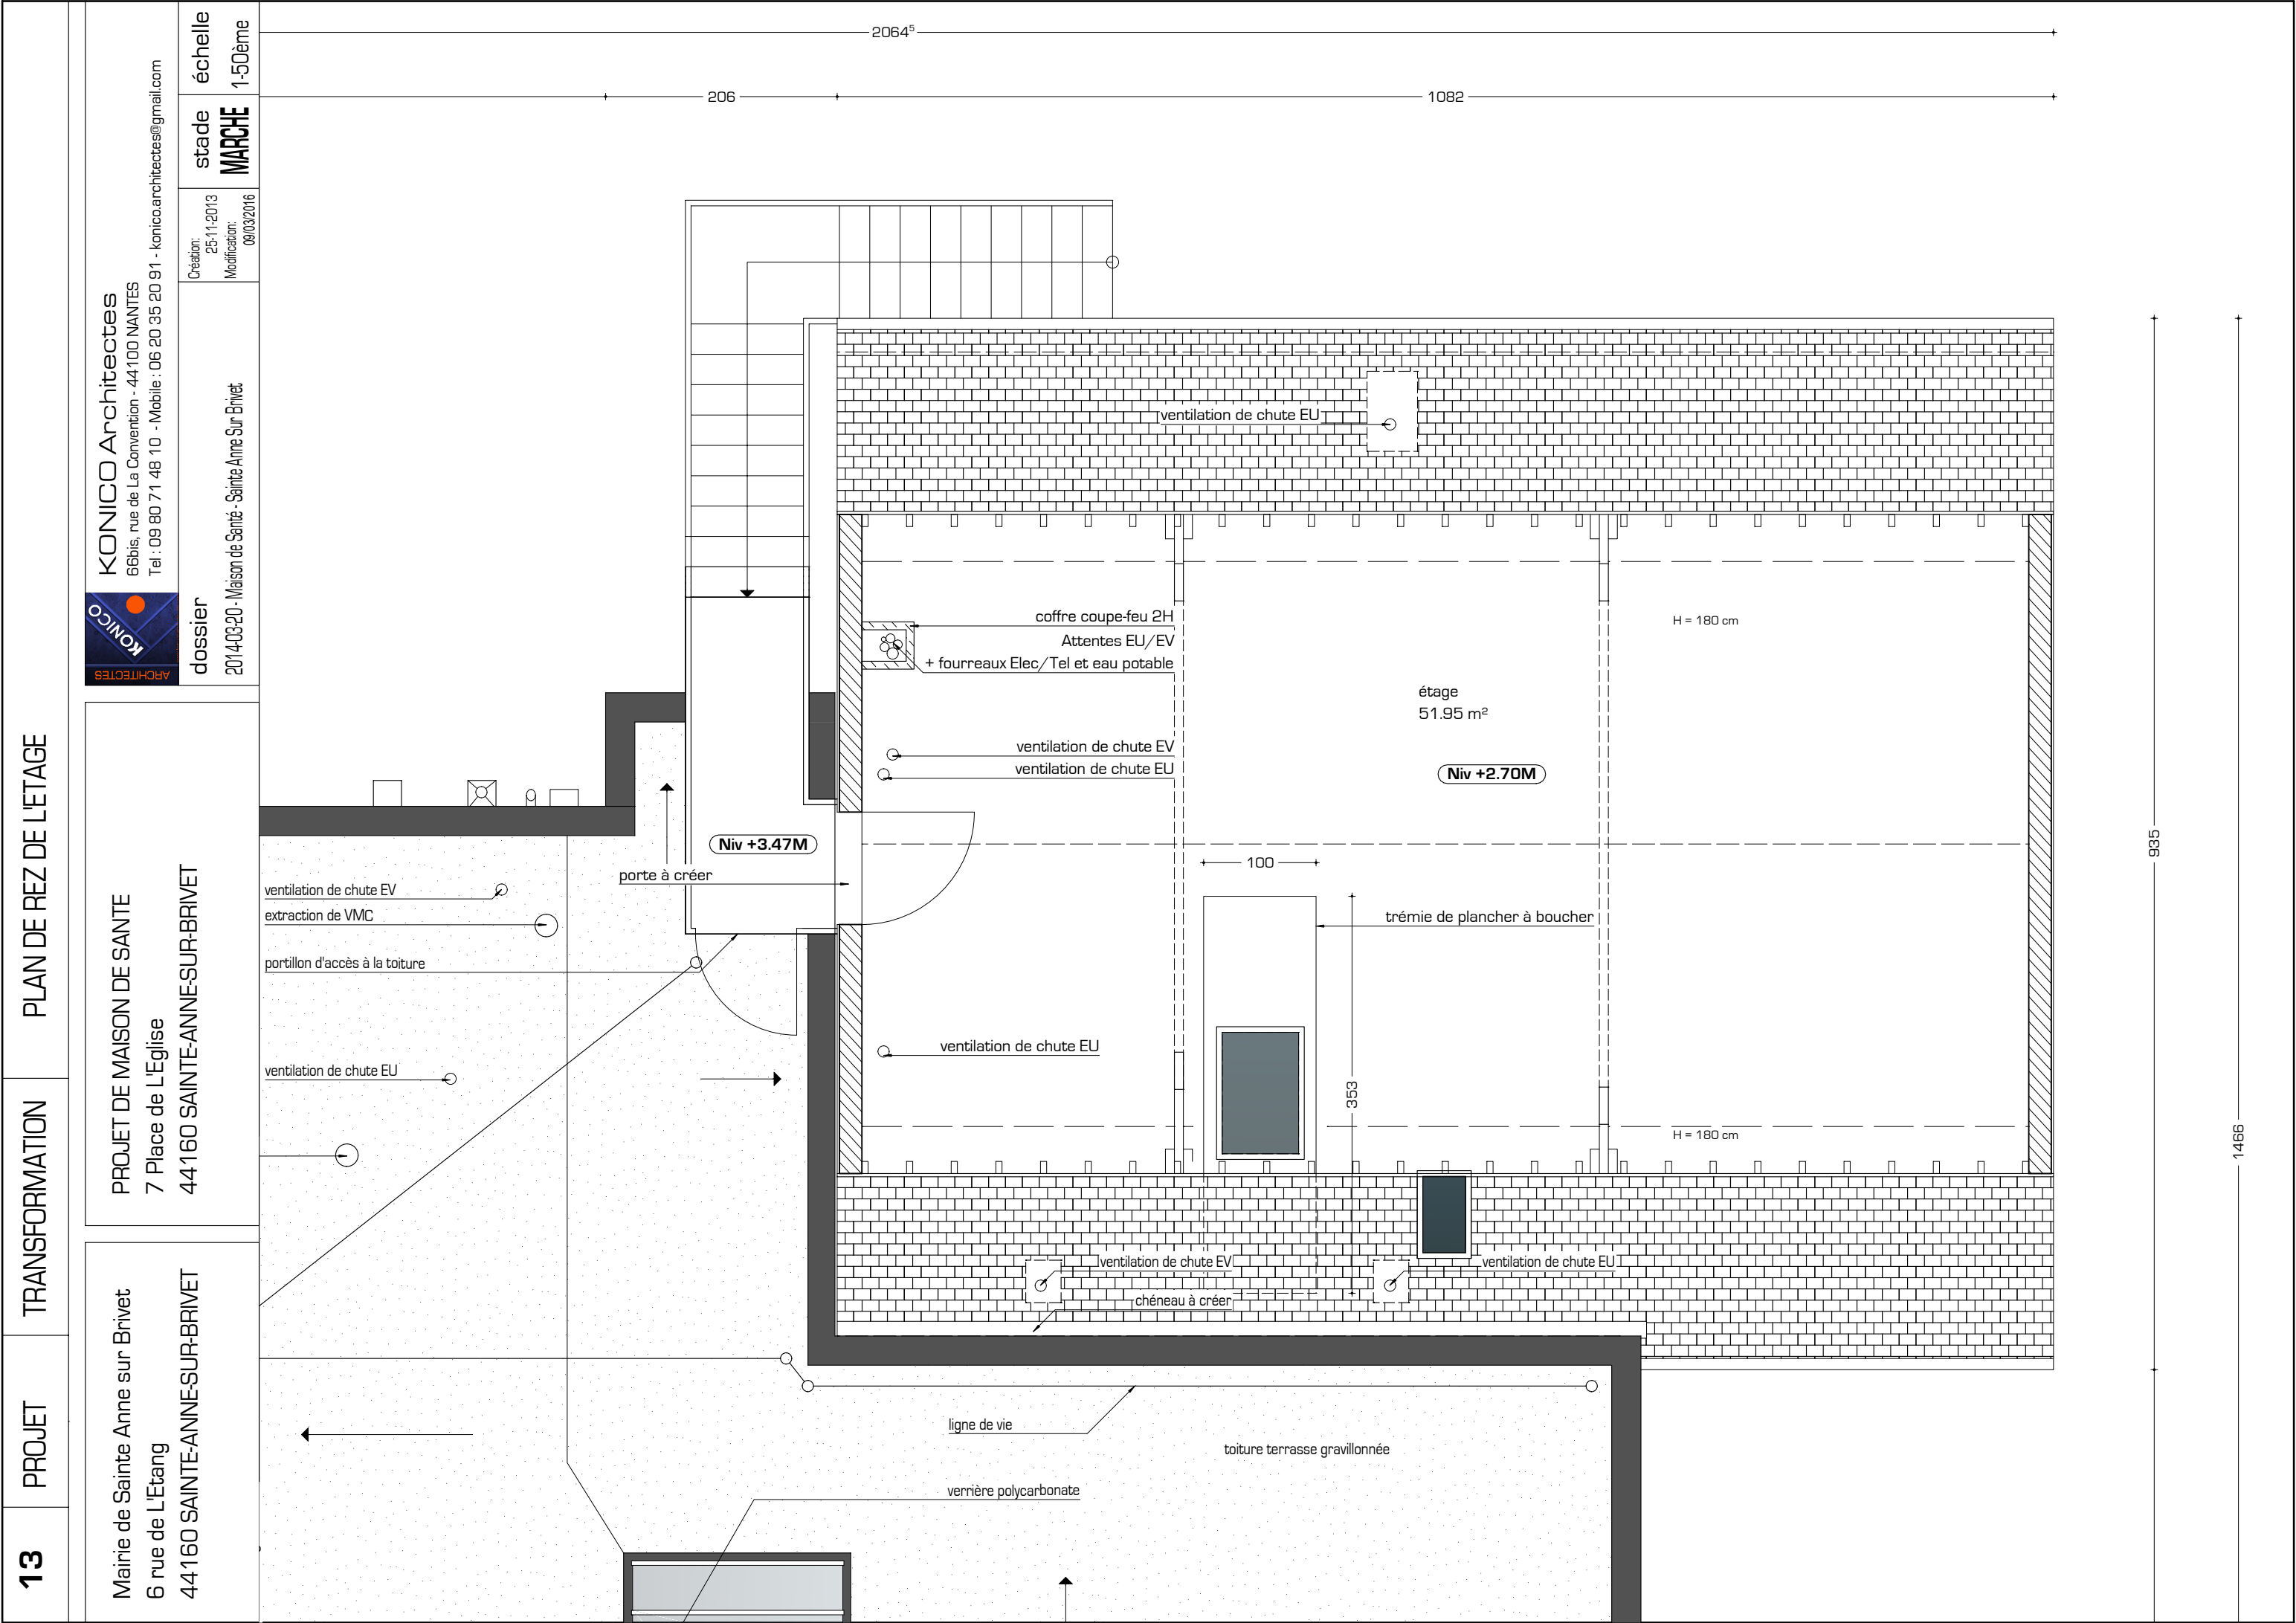 13
PROJET
TRANSFORMATION
PLAN DE REZ DE L'ETAGE
Mairie de Sainte Anne sur Brivet
6 rue de L'Etang
44160 SAINTE-ANNE-SUR-BRIVET
PROJET DE MAISON DE SANTE
7 Place de L'Eglise
44160 SAINTE-ANNE-SUR-BRIVET
KONICO
ARCHITECTES
KONICO Architectes
66bis, rue de La Convention - 44100 NANTES
Tel : 09 80 71 48 10 - Mobile : 06 20 35 20 91 - konico.architectes@gmail.com
dossier
2014-03-20 - Maison de Santé - Sainte Anne Sur Brivet
Création:
25-11-2013
Modification:
09/03/2016
stade
MARCHE
échelle
1-50ème
2064⁵
206
1082
ventilation de chute EU
coffre coupe-feu 2H
Attentes EU/EV
+ fourreaux Elec/Tel et eau potable
H = 180 cm
étage
51.95 m²
ventilation de chute EV
ventilation de chute EU
Niv +2.70M
Niv +3.47M
porte à créer
100
935
ventilation de chute EV
extraction de VMC
portillon d'accès à la toiture
trémie de plancher à boucher
ventilation de chute EU
ventilation de chute EU
353
H = 180 cm
1466
ventilation de chute EV
ventilation de chute EU
chéneau à créer
ligne de vie
toiture terrasse gravillonnée
verrière polycarbonate